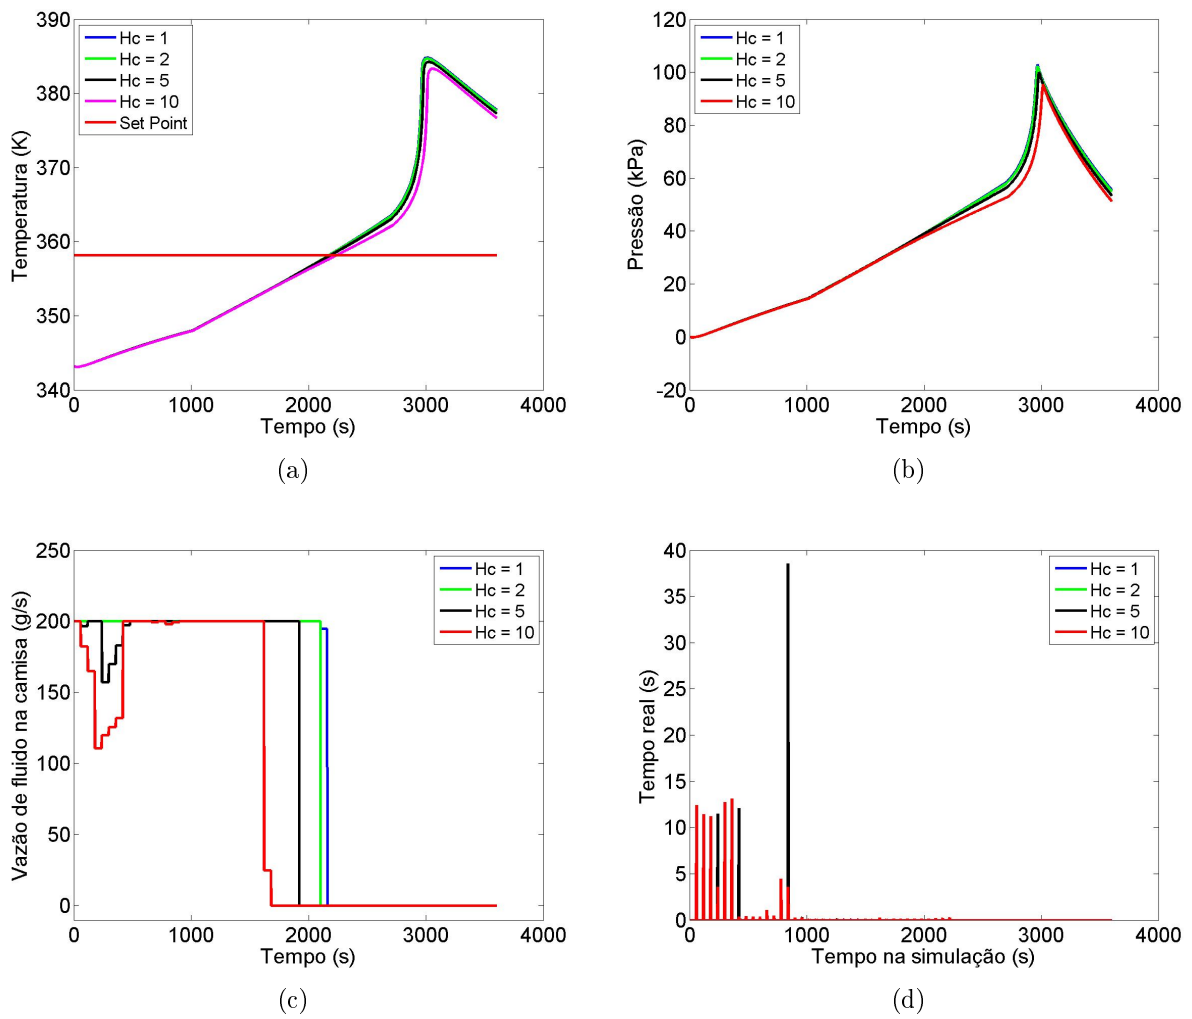 390
380
370
360
350
340
Temperatura (K)
Hc = 1
Hc = 2
Hc = 5
Hc = 10
Set Point
0 1000 2000 3000 4000
Tempo (s)
(a)
120
100
80
60
40
20
0
-20
Pressão (kPa)
Hc = 1
Hc = 2
Hc = 5
Hc = 10
0 1000 2000 3000 4000
Tempo (s)
(b)
250
200
150
100
50
0
Vazão de fluido na camisa (g/s)
Hc = 1
Hc = 2
Hc = 5
Hc = 10
0 1000 2000 3000 4000
Tempo (s)
(c)
40
35
30
25
20
15
10
5
0
Tempo real (s)
Hc = 1
Hc = 2
Hc = 5
Hc = 10
0 1000 2000 3000 4000
Tempo na simulação (s)
(d)